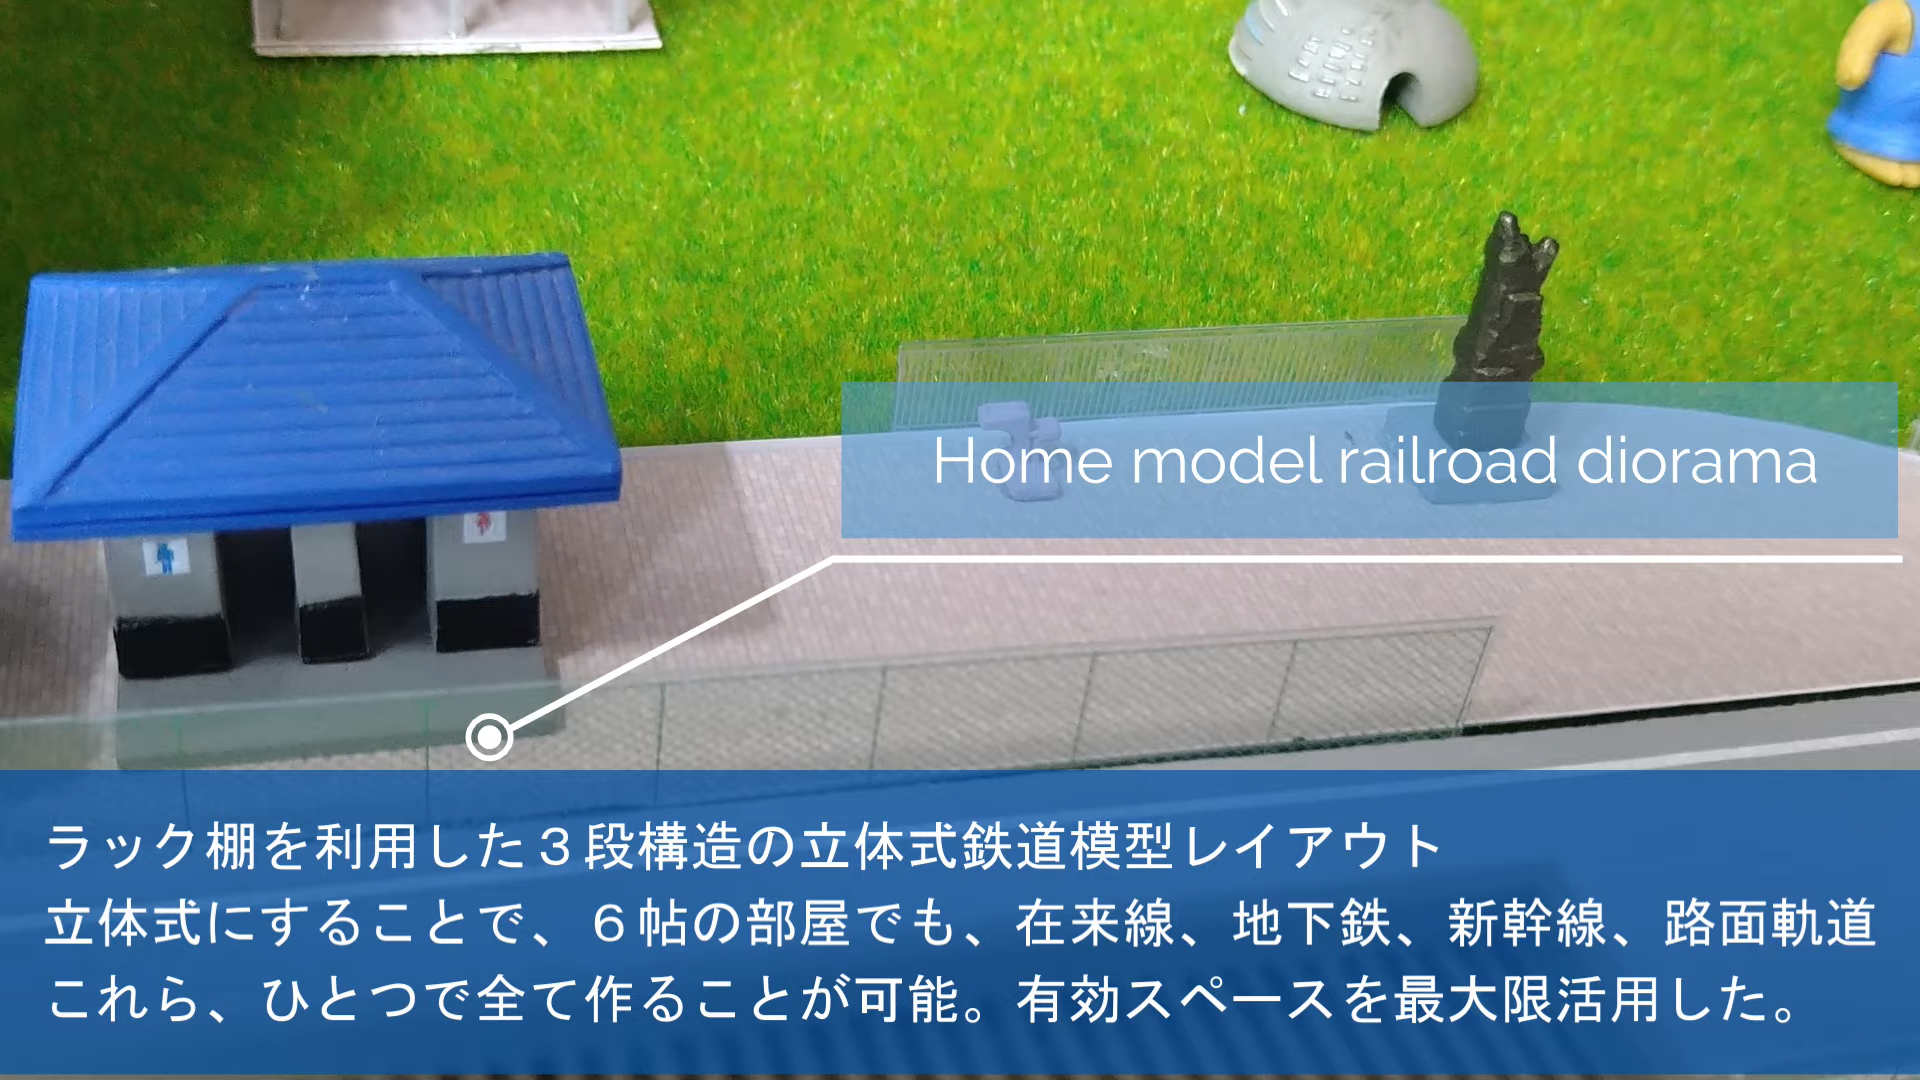 Home model railroad diorama
ラック棚を利用した３段構造の立体式鉄道模型レイアウト
立体式にすることで、６帖の部屋でも、在来線、地下鉄、新幹線、路面軌道
これら、ひとつで全て作ることが可能。有効スペースを最大限活用した。